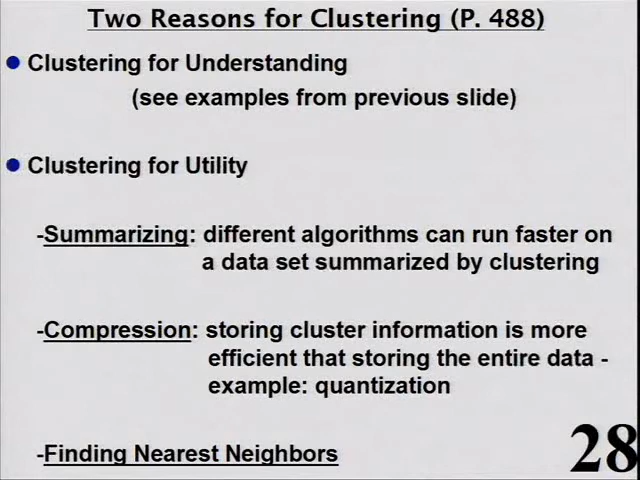 Two Reasons for Clustering (P. 488)
Clustering for Understanding
(see examples from previous slide)
Clustering for Utility
-Summarizing: different algorithms can run faster on
a data set summarized by clustering
-Compression: storing cluster information is more
efficient that storing the entire data -
example: quantization
-Finding Nearest Neighbors
28